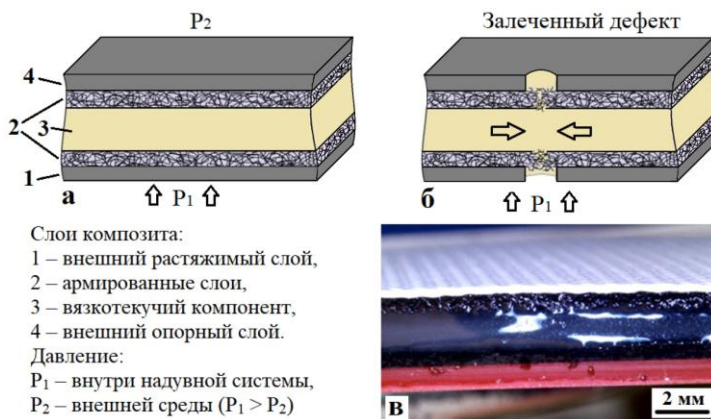 P₂
Залеченный дефект
4
2
3
1
а
P₁
б
P₁
Слои композита:
1 – внешний растяжимый слой,
2 – армированные слои,
3 – вязкотекучий компонент,
4 – внешний опорный слой.
Давление:
P₁ – внутри надувной системы,
P₂ – внешней среды (P₁ > P₂)
в
2 мм